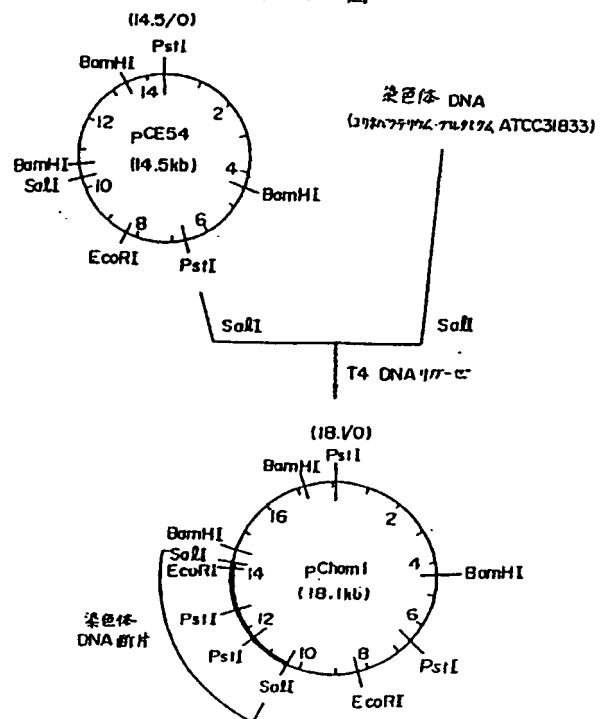 (14.5/0)
PstI
BamHI
14
2
12
pCE54
(14.5kb)
BamHI
SalI
10
4
BamHI
8
6
EcoRI
PstI
染色体 DNA
(コリネバクテリウム・グルタミクム ATCC31833)
SalI
SalI
T4 DNAリガーゼ
(18.1/0)
PstI
BamHI
16
2
BamHI
SalI
EcoRI
14
pChom1
(18.1kb)
4
BamHI
PstI
12
6
染色体
DNA断片
PstI
10
8
PstI
SalI
EcoRI